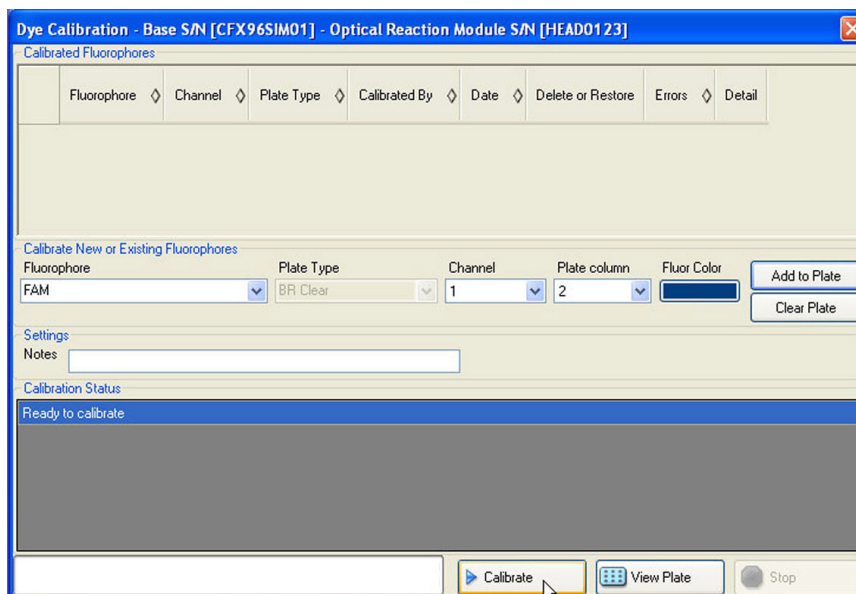 Dye Calibration - Base S/N [CFX96SIM01] - Optical Reaction Module S/N [HEAD0123]
Calibrated Fluorophores
Fluorophore Channel Plate Type Calibrated By Date Delete or Restore Errors Detail
Calibrate New or Existing Fluorophores
Fluorophore Plate Type Channel Plate column Fluor Color
FAM BR Clear 1 2 Add to Plate
Clear Plate
Settings
Notes
Calibration Status
Ready to calibrate
Calibrate View Plate Stop